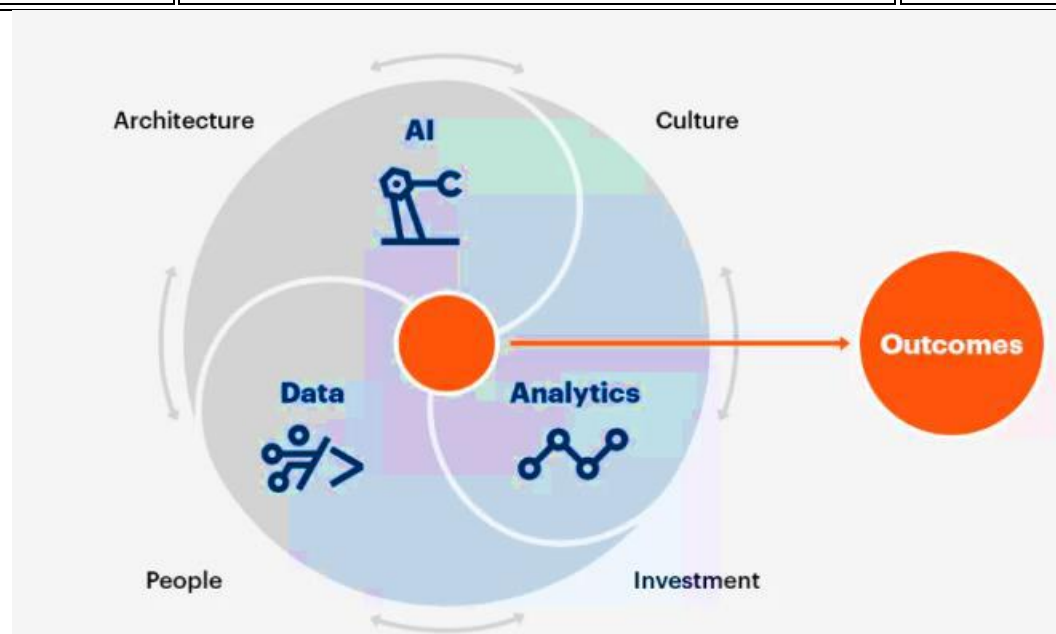 Architecture
Culture
AI
Outcomes
Data
Analytics
People
Investment